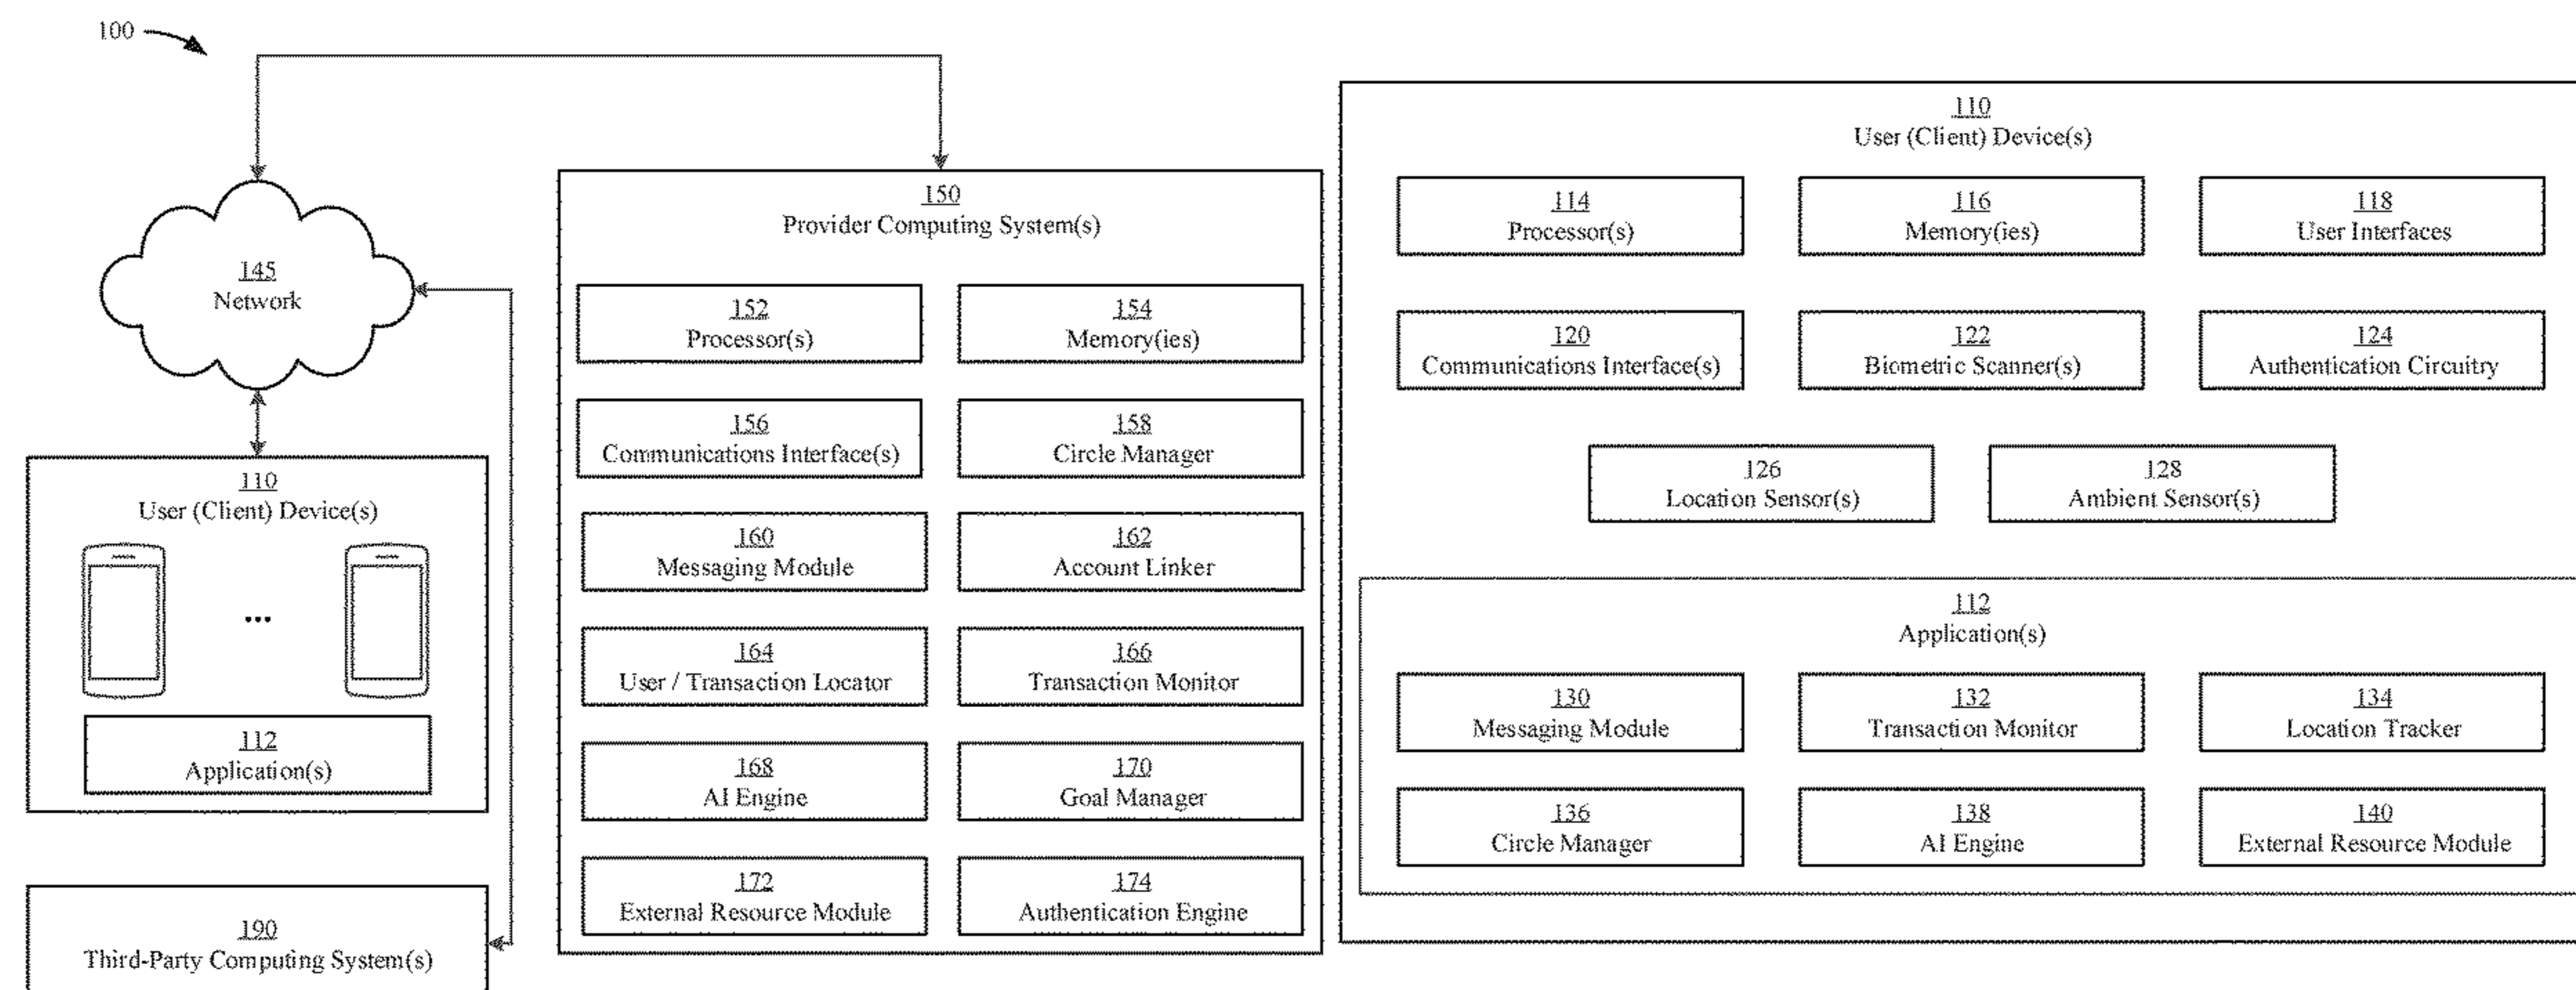 100
145
Network
110
User (Client) Device(s)
...
112
Application(s)
190
Third-Party Computing System(s)
150
Provider Computing System(s)
152
Processor(s)
154
Memory(ies)
156
Communications Interface(s)
158
Circle Manager
160
Messaging Module
162
Account Linker
164
User / Transaction Locator
166
Transaction Monitor
168
AI Engine
170
Goal Manager
172
External Resource Module
174
Authentication Engine
110
User (Client) Device(s)
114
Processor(s)
116
Memory(ies)
118
User Interfaces
120
Communications Interface(s)
122
Biometric Scanner(s)
124
Authentication Circuitry
126
Location Sensor(s)
128
Ambient Sensor(s)
112
Application(s)
130
Messaging Module
132
Transaction Monitor
134
Location Tracker
136
Circle Manager
138
AI Engine
140
External Resource Module